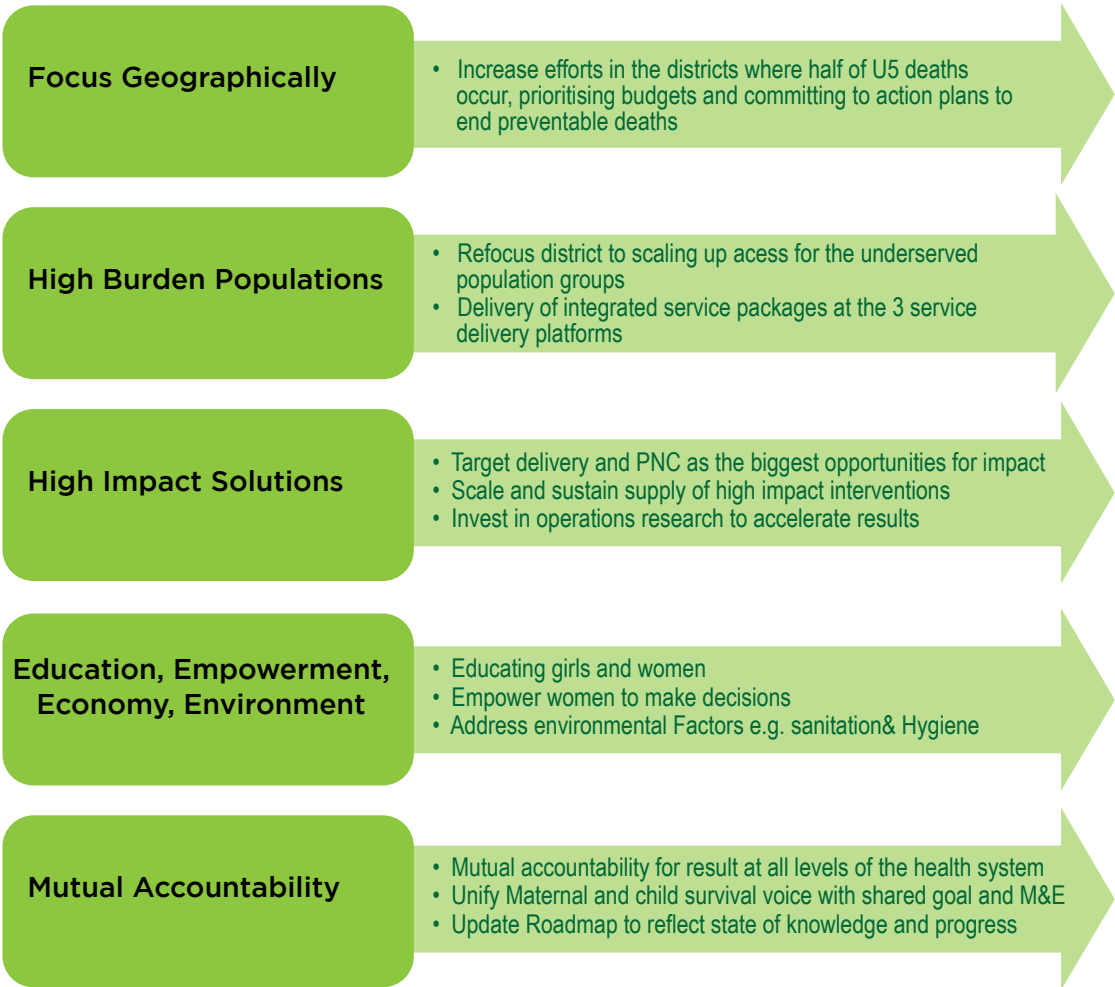 Focus Geographically
• Increase efforts in the districts where half of U5 deaths
occur, prioritising budgets and committing to action plans to
end preventable deaths
High Burden Populations
• Refocus district to scaling up acess for the underserved
population groups
• Delivery of integrated service packages at the 3 service
delivery platforms
High Impact Solutions
• Target delivery and PNC as the biggest opportunities for impact
• Scale and sustain supply of high impact interventions
• Invest in operations research to accelerate results
Education, Empowerment,
Economy, Environment
• Educating girls and women
• Empower women to make decisions
• Address environmental Factors e.g. sanitation& Hygiene
Mutual Accountability
• Mutual accountability for result at all levels of the health system
• Unify Maternal and child survival voice with shared goal and M&E
• Update Roadmap to reflect state of knowledge and progress